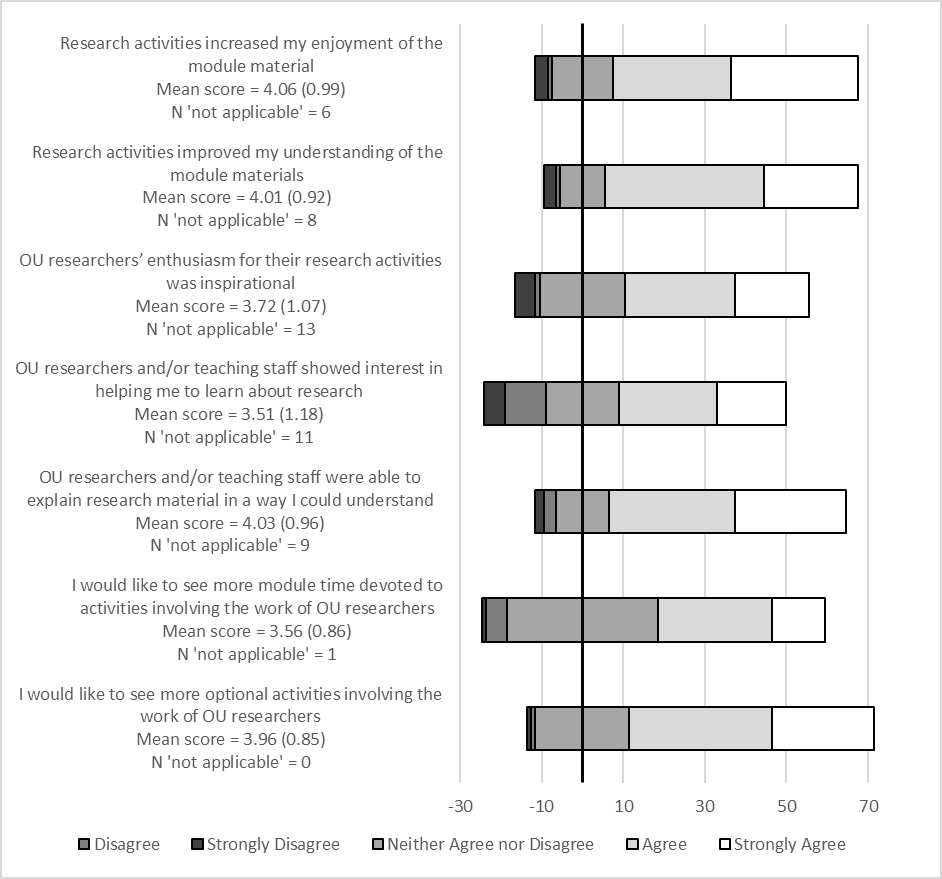 Research activities increased my enjoyment of the
module material
Mean score = 4.06 (0.99)
N 'not applicable' = 6
Research activities improved my understanding of the
module materials
Mean score = 4.01 (0.92)
N 'not applicable' = 8
OU researchers’ enthusiasm for their research activities
was inspirational
Mean score = 3.72 (1.07)
N 'not applicable' = 13
OU researchers and/or teaching staff showed interest in
helping me to learn about research
Mean score = 3.51 (1.18)
N 'not applicable' = 11
OU researchers and/or teaching staff were able to
explain research material in a way I could understand
Mean score = 4.03 (0.96)
N 'not applicable' = 9
I would like to see more module time devoted to
activities involving the work of OU researchers
Mean score = 3.56 (0.86)
N 'not applicable' = 1
I would like to see more optional activities involving the
work of OU researchers
Mean score = 3.96 (0.85)
N 'not applicable' = 0
-30 -10 10 30 50 70
Disagree Strongly Disagree Neither Agree nor Disagree Agree Strongly Agree